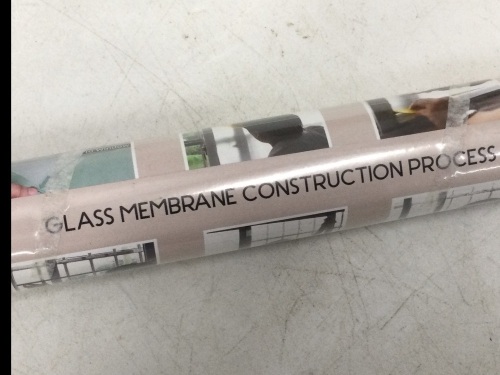 GLASS MEMBRANE CONSTRUCTION PROCESS